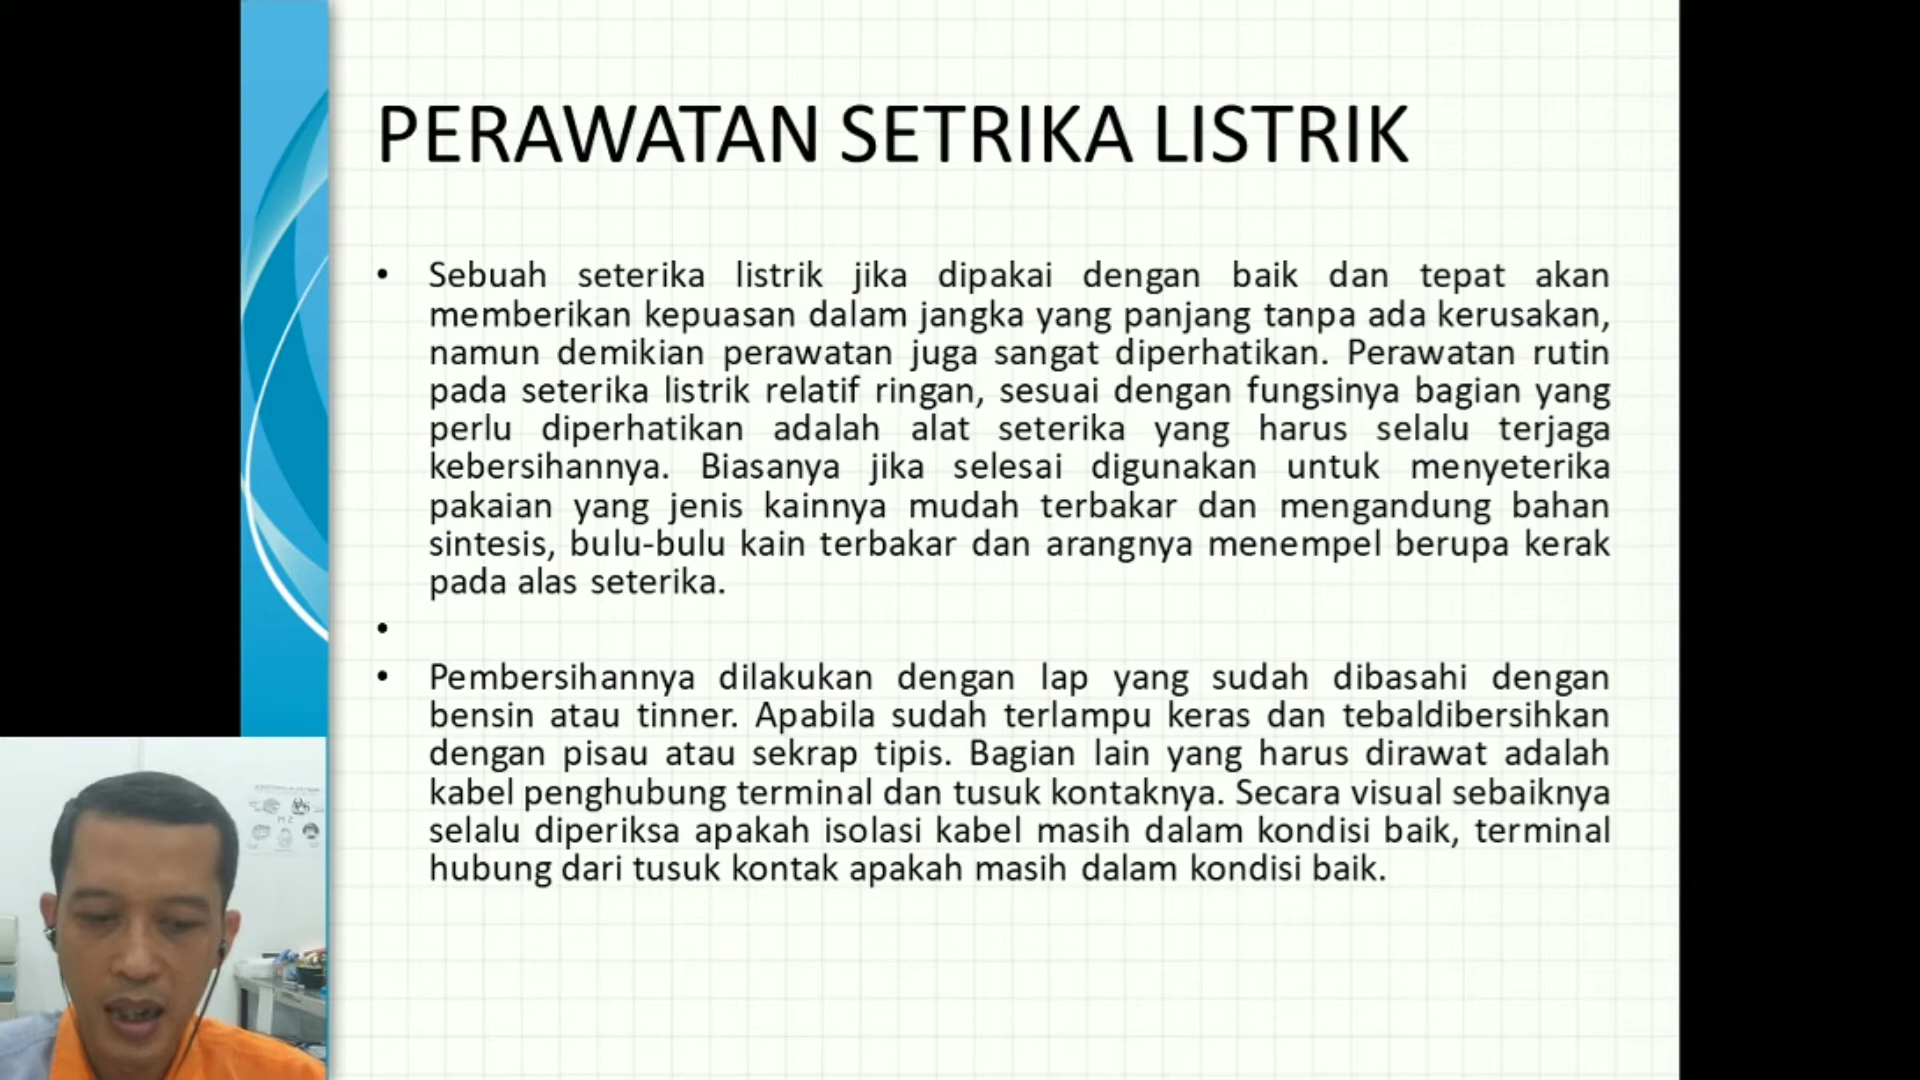 PERAWATAN SETRIKA LISTRIK
• Sebuah seterika listrik jika dipakai dengan baik dan tepat akan
memberikan kepuasan dalam jangka yang panjang tanpa ada kerusakan,
namun demikian perawatan juga sangat diperhatikan. Perawatan rutin
pada seterika listrik relatif ringan, sesuai dengan fungsinya bagian yang
perlu diperhatikan adalah alat seterika yang harus selalu terjaga
kebersihannya. Biasanya jika selesai digunakan untuk menyeterika
pakaian yang jenis kainnya mudah terbakar dan mengandung bahan
sintesis, bulu-bulu kain terbakar dan arangnya menempel berupa kerak
pada alas seterika.
•
• Pembersihannya dilakukan dengan lap yang sudah dibasahi dengan
bensin atau tinner. Apabila sudah terlampu keras dan tebaldibersihkan
dengan pisau atau sekrap tipis. Bagian lain yang harus dirawat adalah
kabel penghubung terminal dan tusuk kontaknya. Secara visual sebaiknya
selalu diperiksa apakah isolasi kabel masih dalam kondisi baik, terminal
hubung dari tusuk kontak apakah masih dalam kondisi baik.